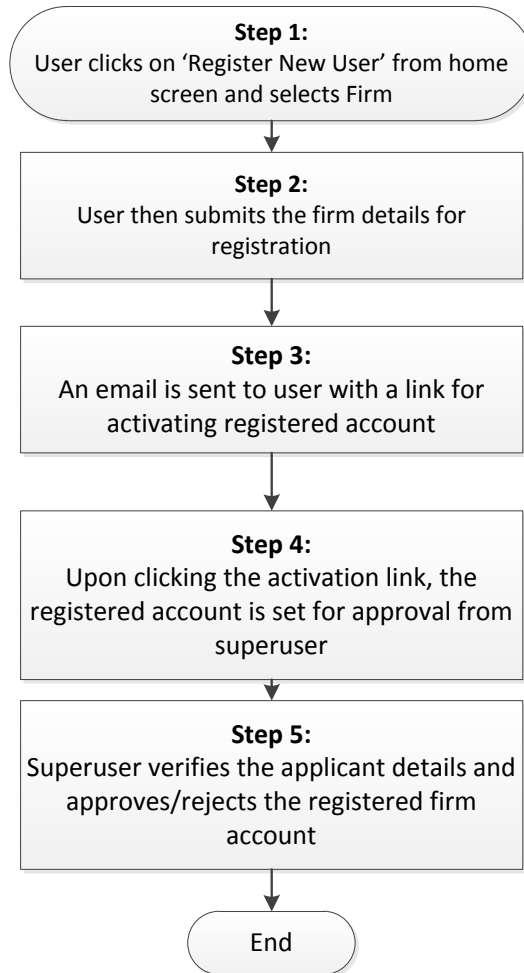 Step 1:
User clicks on ‘Register New User’ from home
screen and selects Firm
Step 2:
User then submits the firm details for
registration
Step 3:
An email is sent to user with a link for
activating registered account
Step 4:
Upon clicking the activation link, the
registered account is set for approval from
superuser
Step 5:
Superuser verifies the applicant details and
approves/rejects the registered firm
account
End